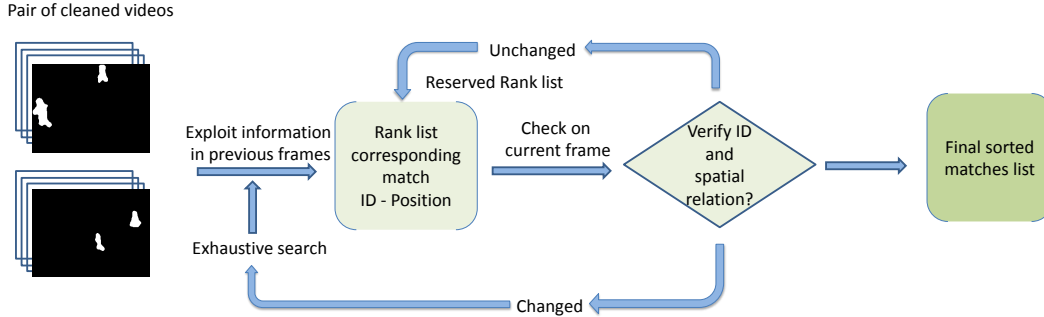 Pair of cleaned videos
Unchanged
Reserved Rank list
Exploit information
in previous frames
Rank list
corresponding
match
ID - Position
Check on
current frame
Verify ID
and
spatial
relation?
Final sorted
matches list
Exhaustive search
Changed